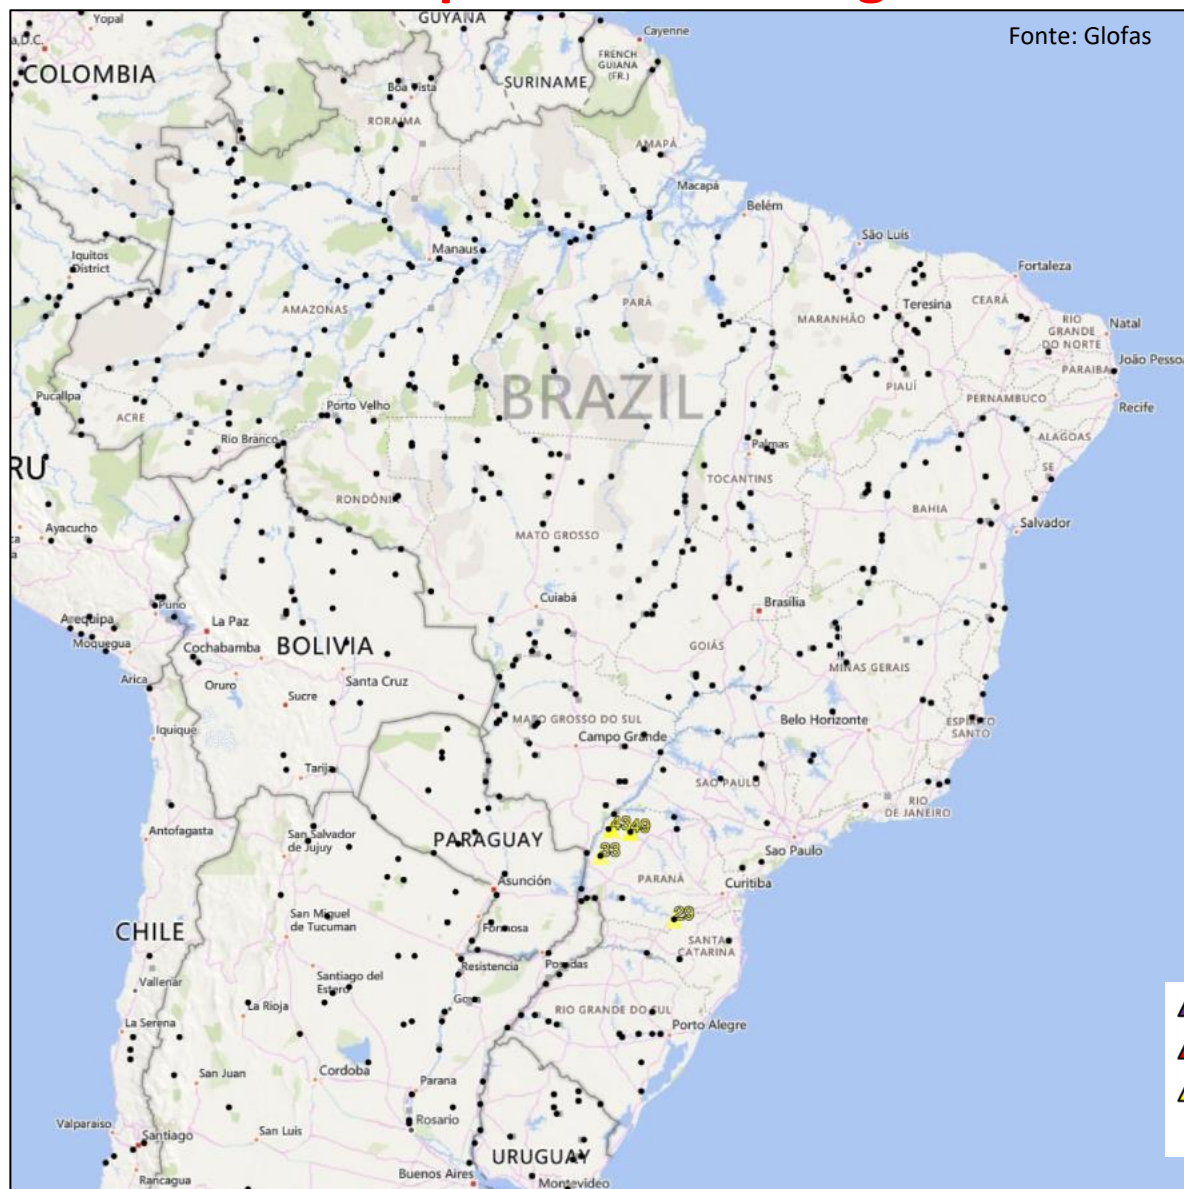 GUYANA
Yopal
a,D.C.
Cayenne
Fonte: Glofas
FRENCH
GUIANA
(FR.)
COLOMBIA
SURINAME
Boa Vista
RORAIMA
AMAPÁ
Macapá
Belém
São Luís
Iquitos
District
Manaus
Fortaleza
AMAZONAS
PARÁ
MARANHÃO
Teresina
CEARÁ
RIO
GRANDE
DO NORTE
Natal
João Pessoa
PARAIBA
BRAZIL
PIAUÍ
Pucallpa
ACRE
Porto Velho
PERNAMBUCO
Recife
Rio Branco
Palmas
ALAGOAS
SE
RU
RONDÔNIA
TOCANTINS
BAHIA
Ayacucho
MATO GROSSO
Salvador
Puno
Cuiabá
Brasília
Arequipa
La Paz
Moquegua
Cochabamba
BOLIVIA
GOIÁS
MINAS GERAIS
Arica
Oruro
Santa Cruz
Sucre
MATO GROSSO DO SUL
Belo Horizonte
ESPÍRITO
SANTO
Iquique
Campo Grande
Tarija
SAO PAULO
RIO
DE JANEIRO
Antofagasta
San Salvador
de Jujuy
PARAGUAY
43
49
33
Sao Paulo
Asunción
PARANÁ
Curitiba
San Miguel
de Tucuman
Formosa
29
SANTA
CATARINA
CHILE
Resistencia
Posadas
Vallenar
Santiago del
Estero
La Rioja
Goya
RIO GRANDE DO SUL
La Serena
Porto Alegre
San Juan
Cordoba
Parana
Valparaiso
Rosario
Santiago
San Luis
URUGUAY
Rancagua
Buenos Aires
Montevideo